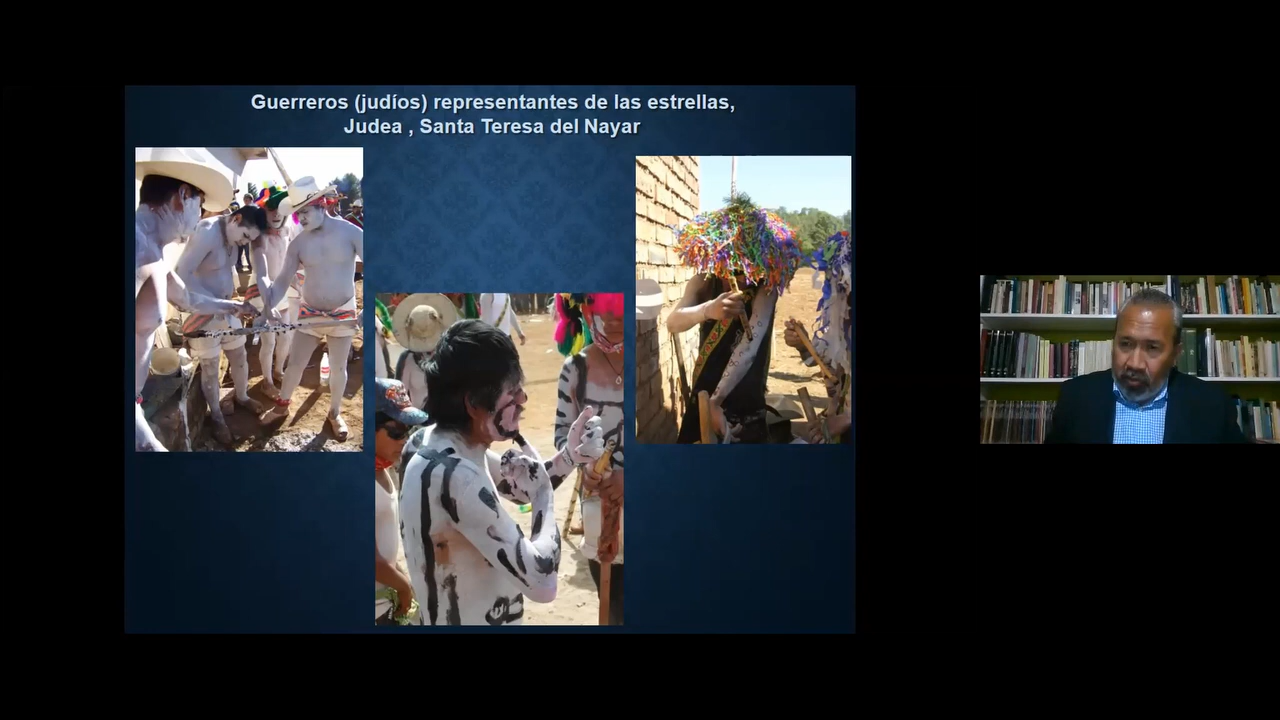 Guerreros (judíos) representantes de las estrellas,
Judea , Santa Teresa del Nayar